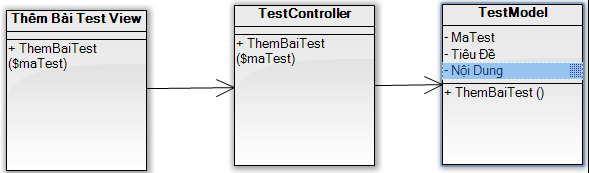 Thêm Bài Test View
+ ThemBaiTest
($maTest)
TestController
+ ThemBaiTest
($maTest)
TestModel
- MaTest
- Tiêu Đề
- Nội Dung
+ ThemBaiTest ()